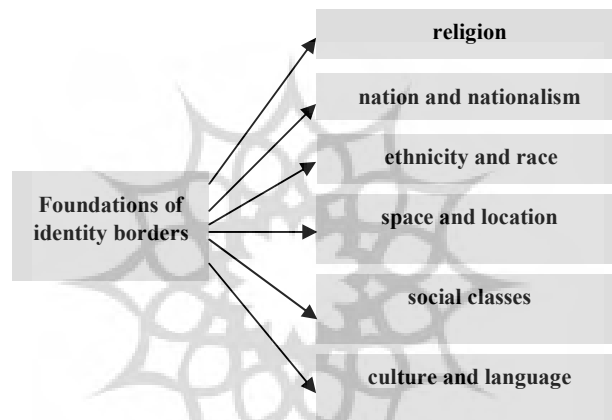 religion
nation and nationalism
ethnicity and race
Foundations of
identity borders
space and location
social classes
culture and language